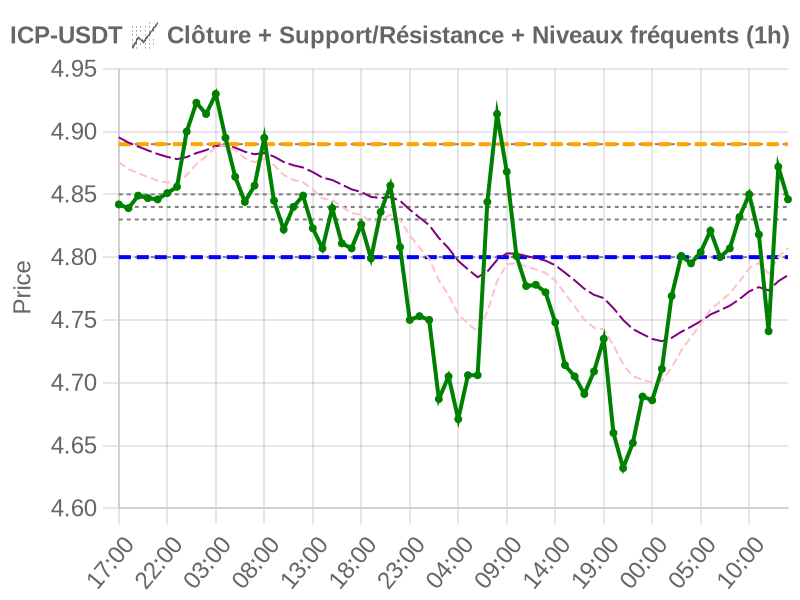 ICP-USDT 📈 Clôture + Support/Résistance + Niveaux fréquents (1h)
4.95
4.90
4.85
4.80
4.75
4.70
4.65
4.60
Price
17:00 22:00 03:00 08:00 13:00 18:00 23:00 04:00 09:00 14:00 19:00 00:00 05:00 10:00